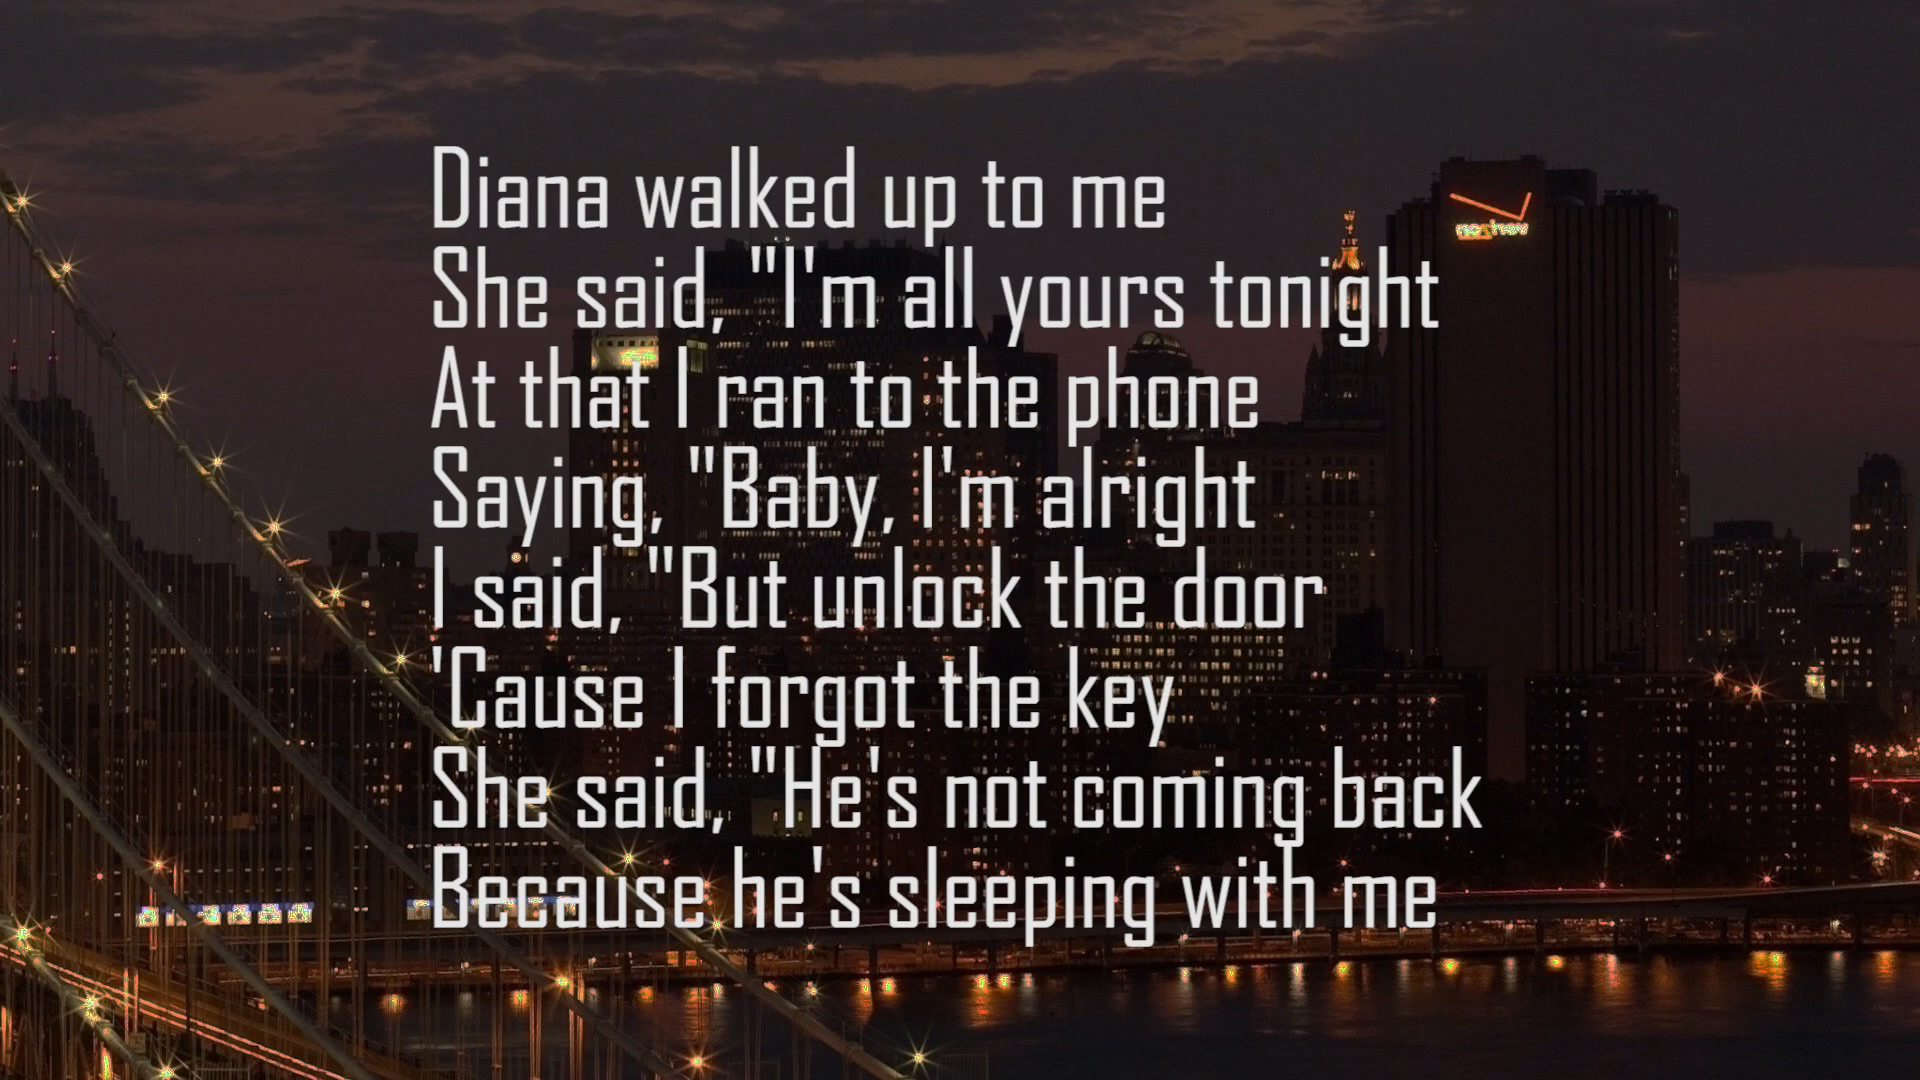 Diana walked up to me
She said, "I'm all yours tonight
At that I ran to the phone
Saying, "Baby, I'm alright
I said, "But unlock the door
'Cause I forgot the key
She said, "He's not coming back
Because he's sleeping with me
verizon